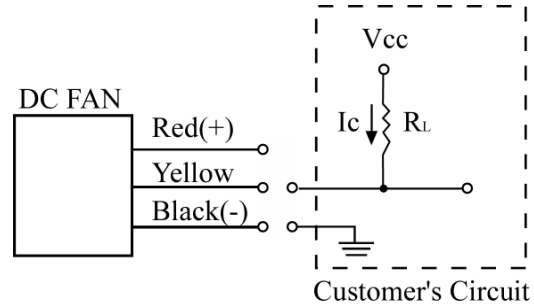 Vcc
DC FAN
Red(+)
Ic
RL
Yellow
Black(-)
Customer's Circuit